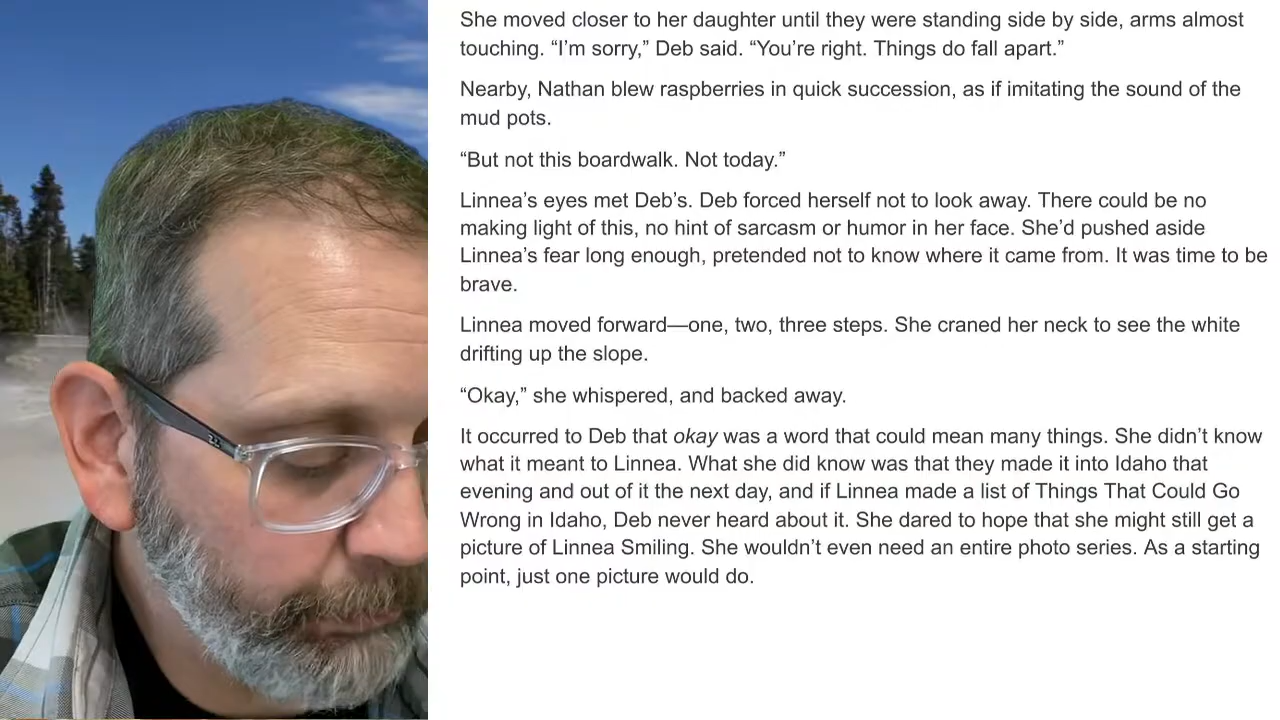 She moved closer to her daughter until they were standing side by side, arms almost
touching. “I’m sorry,” Deb said. “You’re right. Things do fall apart.”
Nearby, Nathan blew raspberries in quick succession, as if imitating the sound of the
mud pots.
“But not this boardwalk. Not today.”
Linnea’s eyes met Deb’s. Deb forced herself not to look away. There could be no
making light of this, no hint of sarcasm or humor in her face. She’d pushed aside
Linnea’s fear long enough, pretended not to know where it came from. It was time to be
brave.
Linnea moved forward—one, two, three steps. She craned her neck to see the white
drifting up the slope.
“Okay,” she whispered, and backed away.
It occurred to Deb that okay was a word that could mean many things. She didn’t know
what it meant to Linnea. What she did know was that they made it into Idaho that
evening and out of it the next day, and if Linnea made a list of Things That Could Go
Wrong in Idaho, Deb never heard about it. She dared to hope that she might still get a
picture of Linnea Smiling. She wouldn’t even need an entire photo series. As a starting
point, just one picture would do.